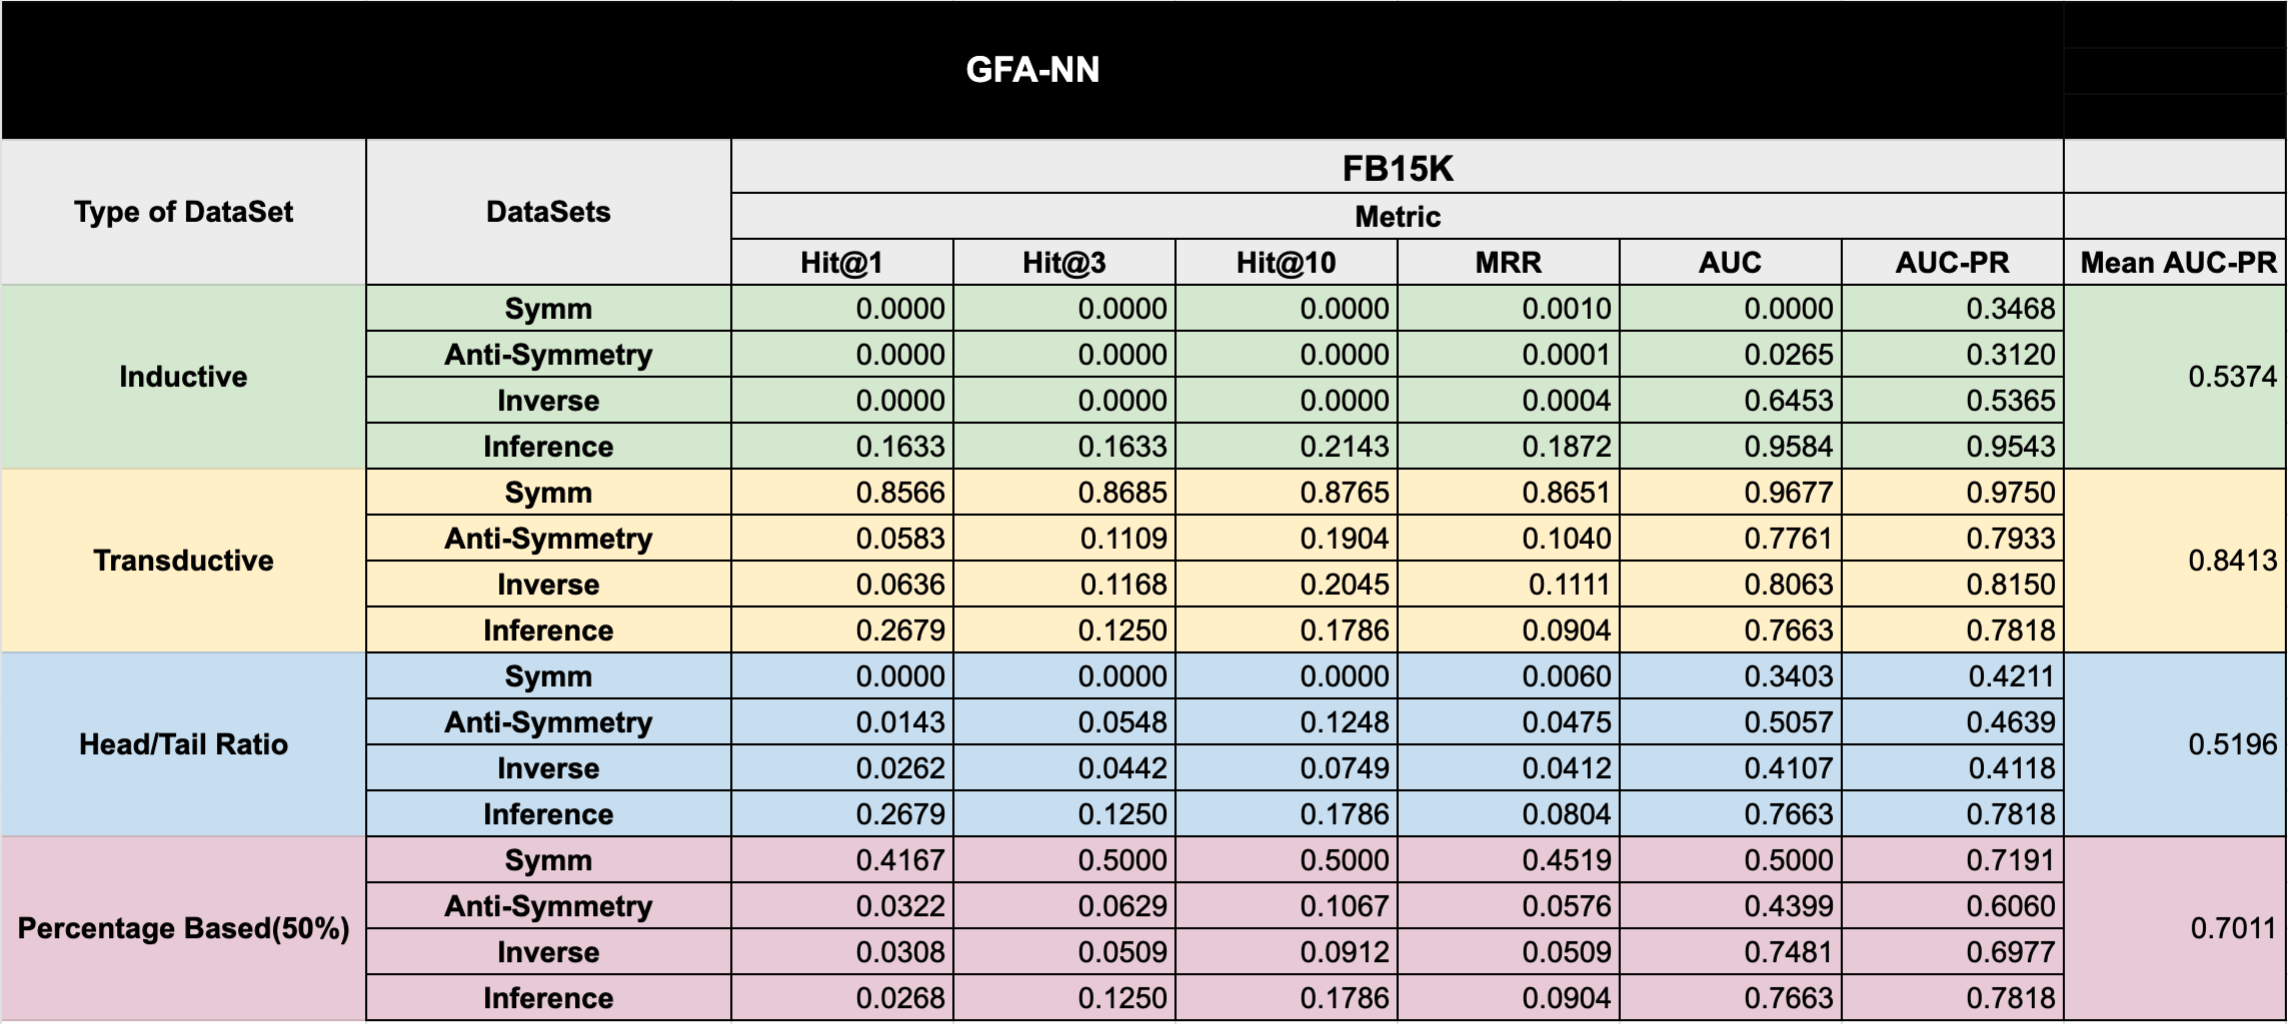 GFA-NN
Type of DataSet DataSets FB15K
Metric
Hit@1 Hit@3 Hit@10 MRR AUC AUC-PR Mean AUC-PR
Inductive Symm 0.0000 0.0000 0.0000 0.0010 0.0000 0.3468 0.5374
Anti-Symmetry 0.0000 0.0000 0.0000 0.0001 0.0265 0.3120
Inverse 0.0000 0.0000 0.0000 0.0004 0.6453 0.5365
Inference 0.1633 0.1633 0.2143 0.1872 0.9584 0.9543
Transductive Symm 0.8566 0.8685 0.8765 0.8651 0.9677 0.9750 0.8413
Anti-Symmetry 0.0583 0.1109 0.1904 0.1040 0.7761 0.7933
Inverse 0.0636 0.1168 0.2045 0.1111 0.8063 0.8150
Inference 0.2679 0.1250 0.1786 0.0904 0.7663 0.7818
Head/Tail Ratio Symm 0.0000 0.0000 0.0000 0.0060 0.3403 0.4211 0.5196
Anti-Symmetry 0.0143 0.0548 0.1248 0.0475 0.5057 0.4639
Inverse 0.0262 0.0442 0.0749 0.0412 0.4107 0.4118
Inference 0.2679 0.1250 0.1786 0.0804 0.7663 0.7818
Percentage Based(50%) Symm 0.4167 0.5000 0.5000 0.4519 0.5000 0.7191 0.7011
Anti-Symmetry 0.0322 0.0629 0.1067 0.0576 0.4399 0.6060
Inverse 0.0308 0.0509 0.0912 0.0509 0.7481 0.6977
Inference 0.0268 0.1250 0.1786 0.0904 0.7663 0.7818